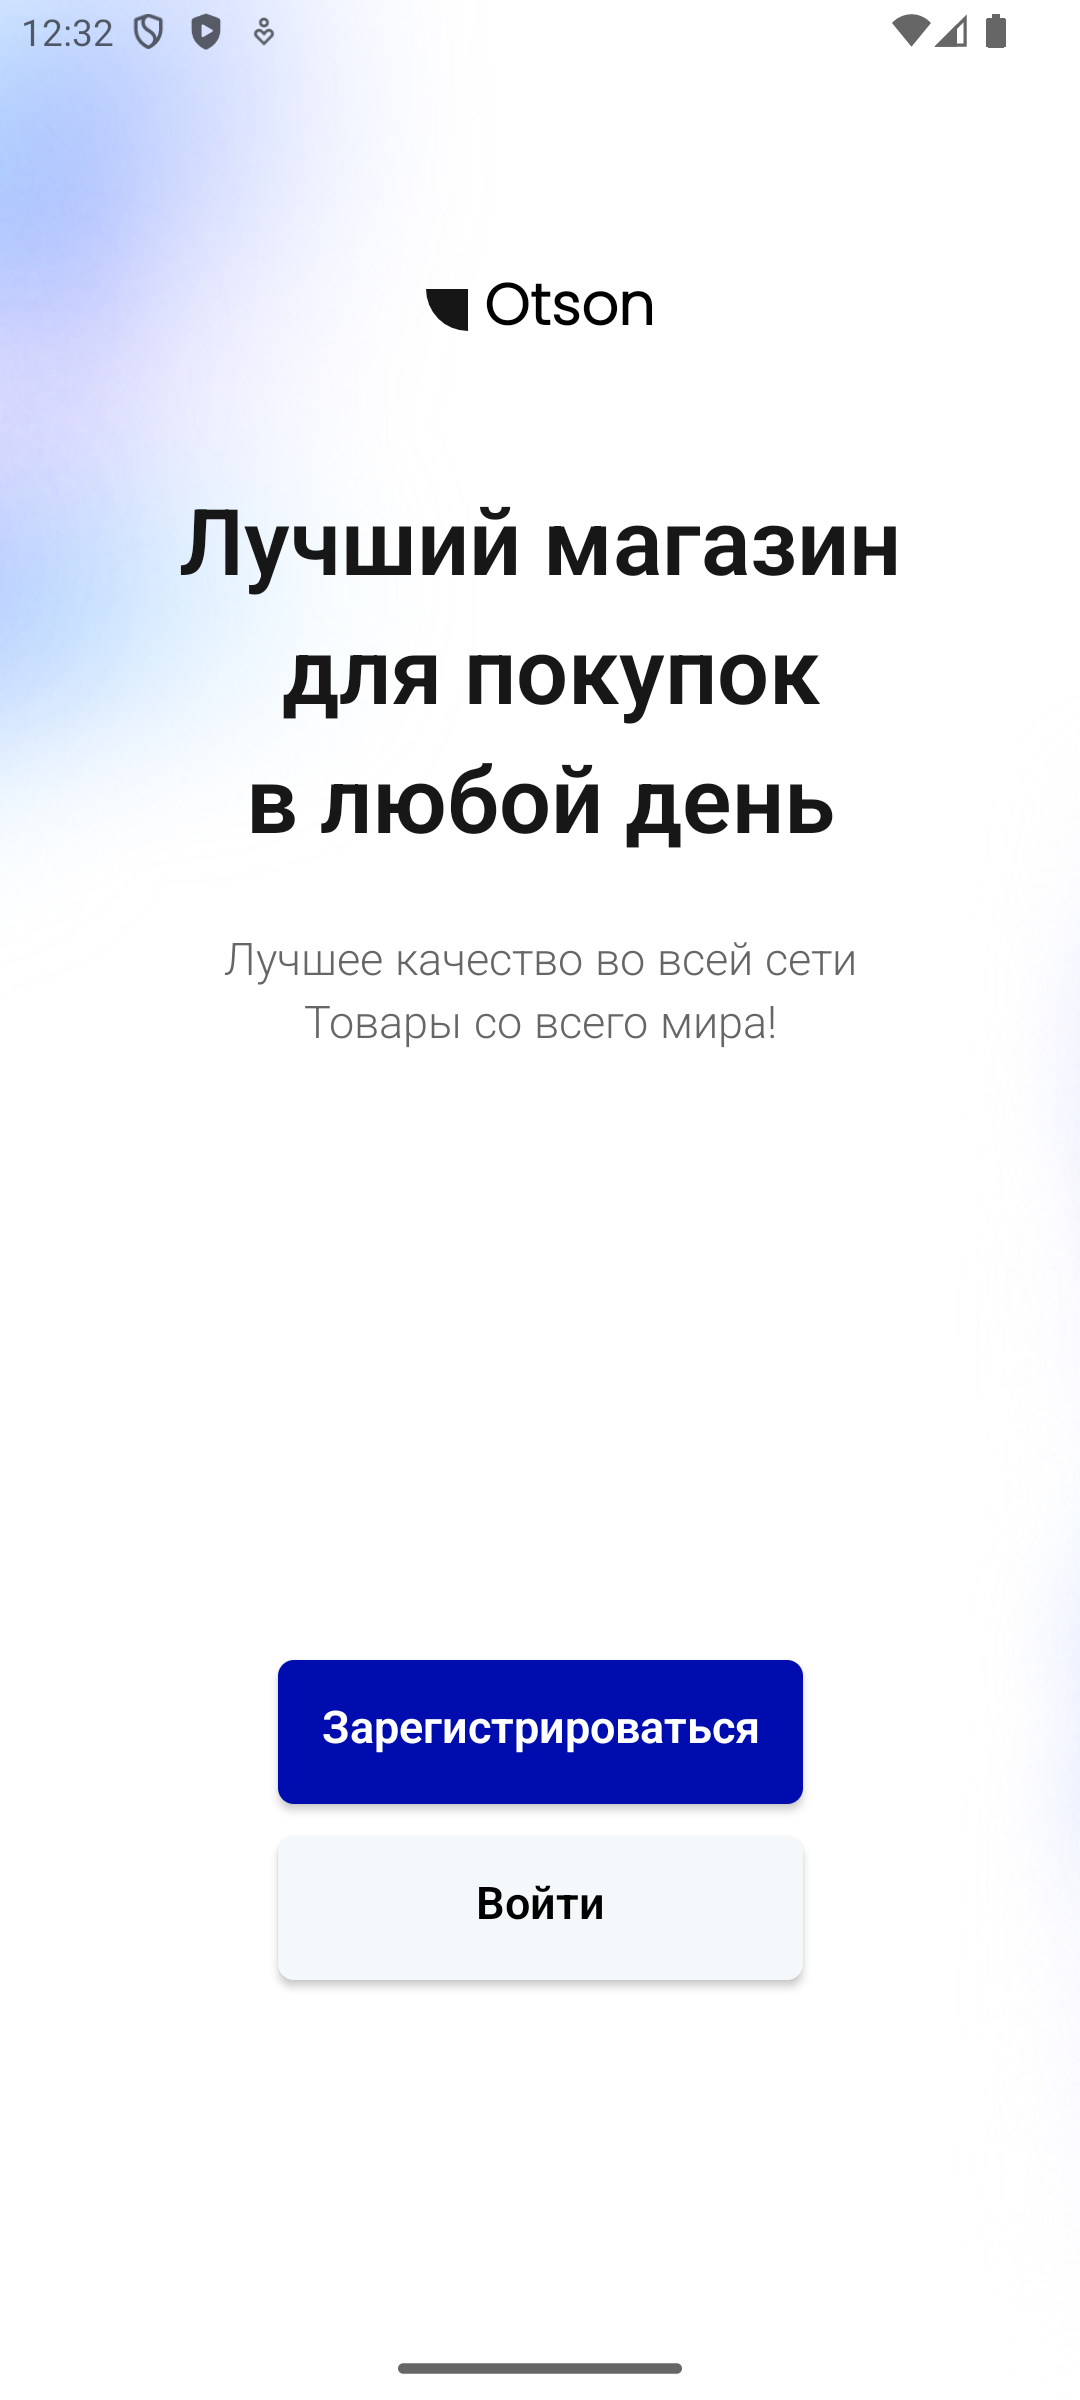 12:32
Otson
Лучший магазин
для покупок
в любой день
Лучшее качество во всей сети
Товары со всего мира!
Зарегистрироваться
Войти